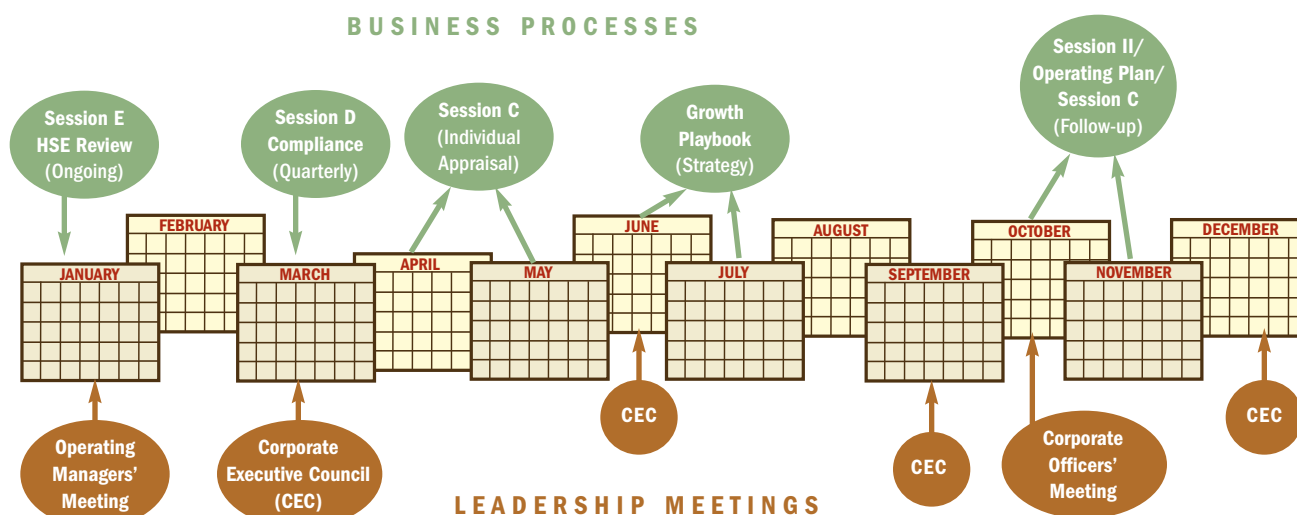 BUSINESS PROCESSES
Session E
HSE Review
(Ongoing)
Session D
Compliance
(Quarterly)
Session C
(Individual
Appraisal)
Growth
Playbook
(Strategy)
Session II/
Operating Plan/
Session C
(Follow-up)
JANUARY
FEBRUARY
MARCH
APRIL
MAY
JUNE
JULY
AUGUST
SEPTEMBER
OCTOBER
NOVEMBER
DECEMBER
Operating
Managers’
Meeting
Corporate
Executive Council
(CEC)
CEC
CEC
Corporate
Officers’
Meeting
CEC
LEADERSHIP MEETINGS